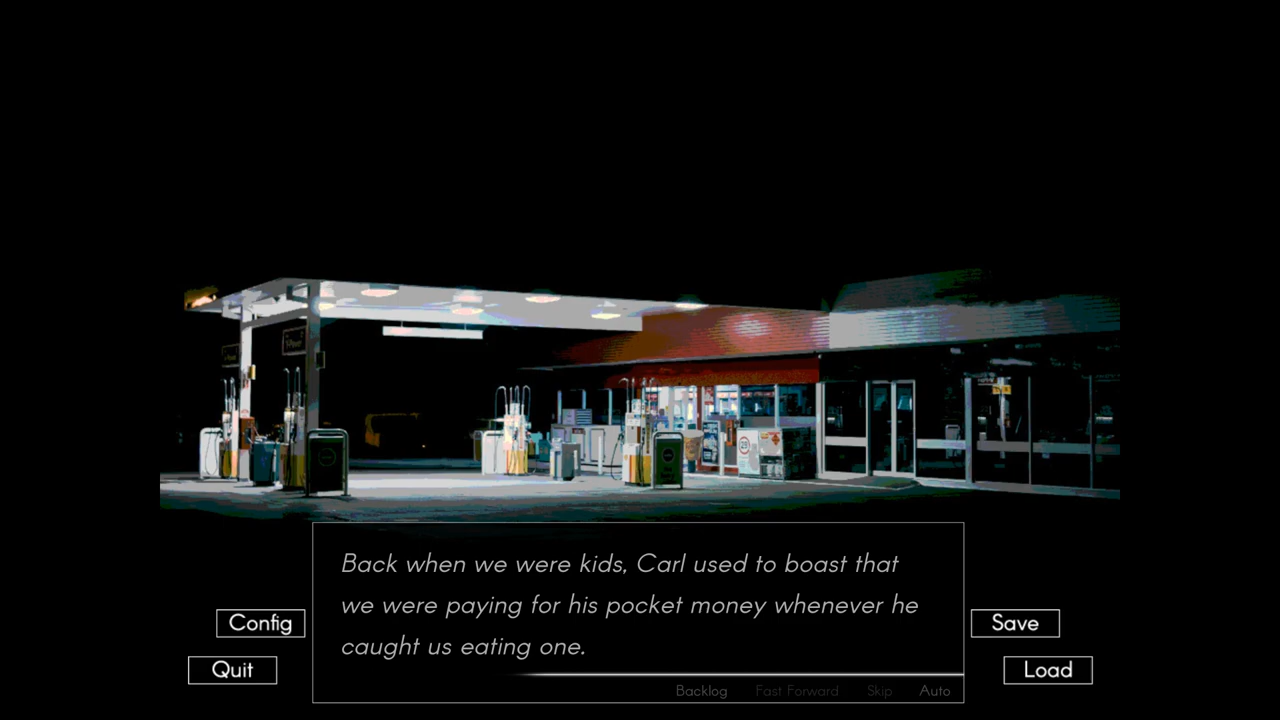 Back when we were kids, Carl used to boast that
we were paying for his pocket money whenever he
caught us eating one.
Config
Quit
Save
Load
Backlog
Fast Forward
Skip
Auto